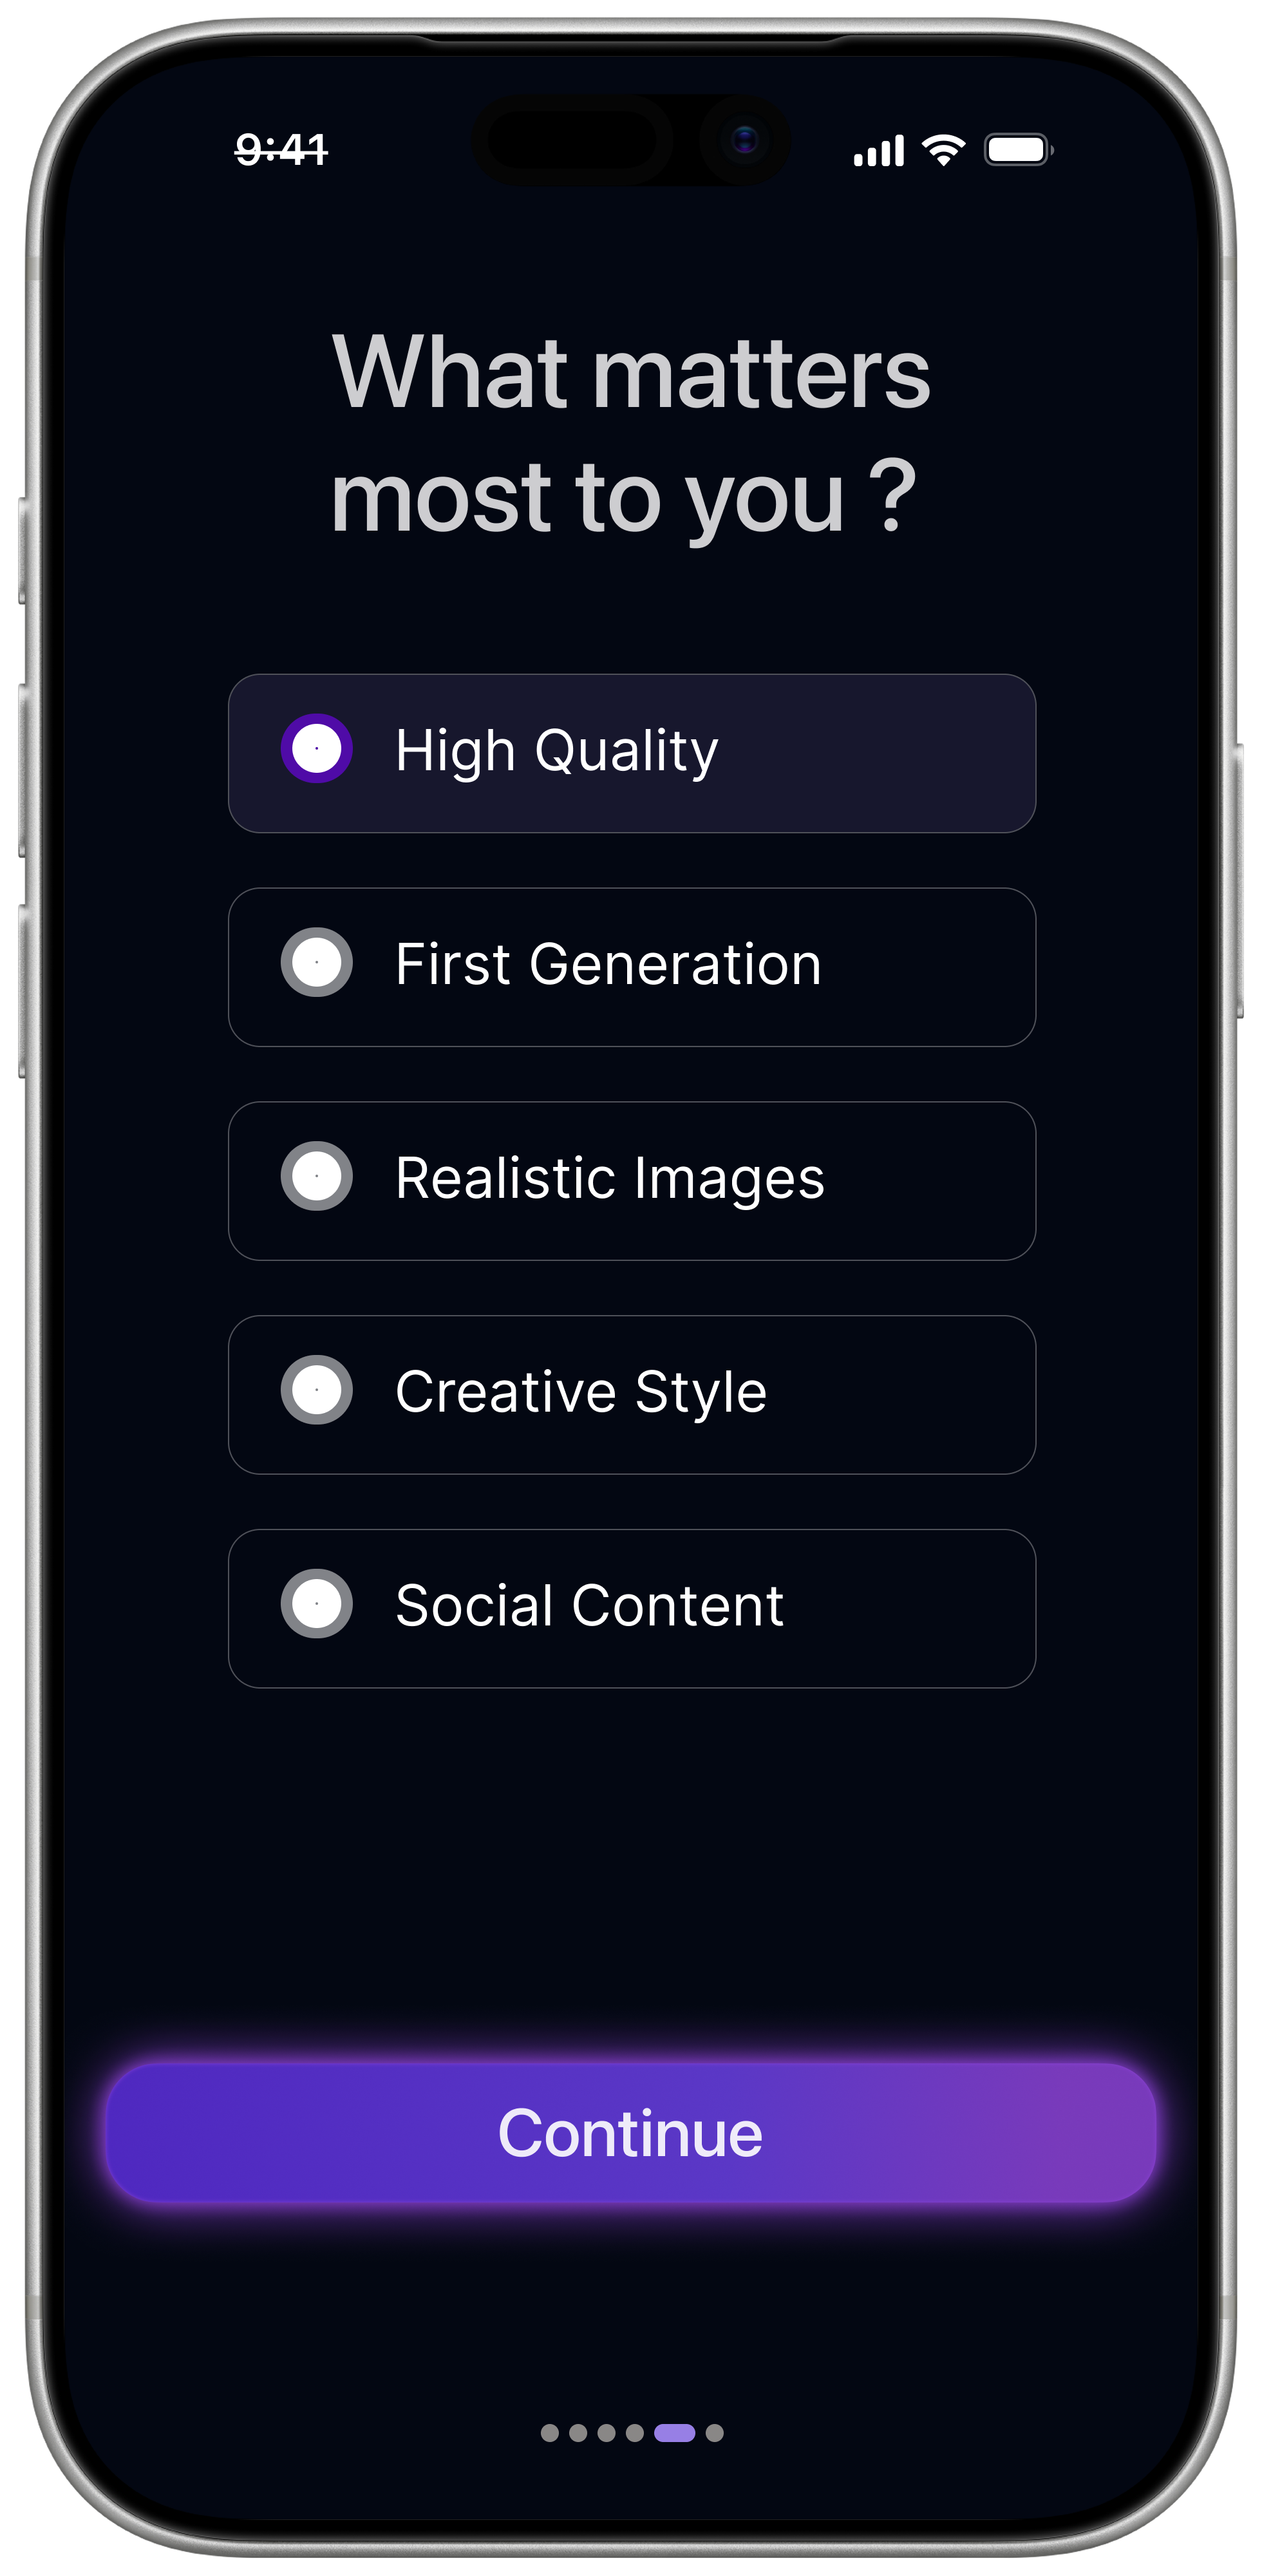 9:41
What matters
most to you ?
High Quality
First Generation
Realistic Images
Creative Style
Social Content
Continue